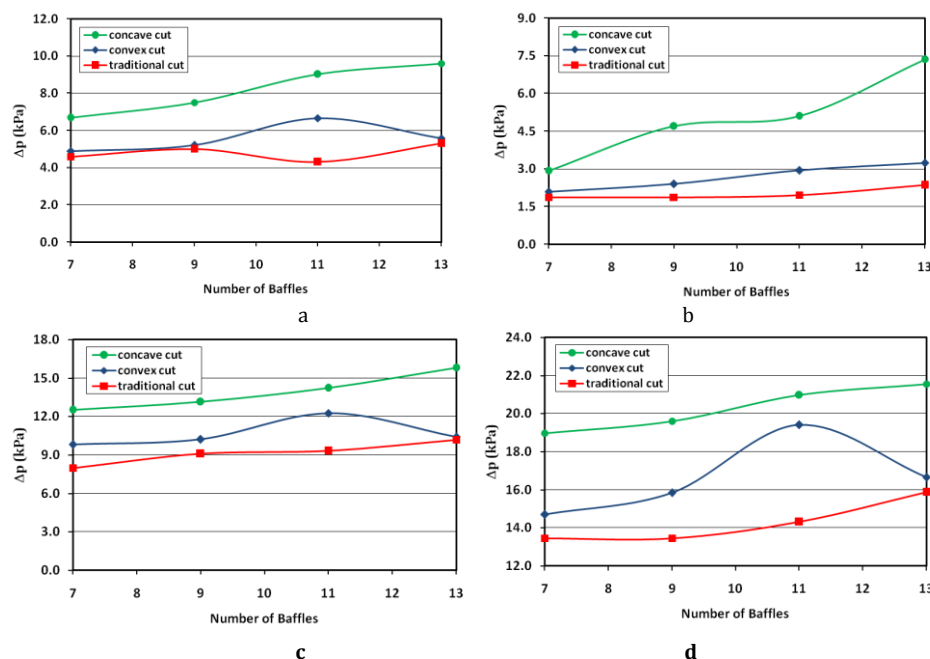 12.0
10.0
8.0
6.0
4.0
2.0
0.0
Δp (kPa)
concave cut
convex cut
traditional cut
7 8 9 10 11 12 13
Number of Baffles
a
9.0
7.5
6.0
4.5
3.0
1.5
0.0
Δp (kPa)
concave cut
convex cut
traditional cut
7 8 9 10 11 12 13
Number of Baffles
b
18.0
15.0
12.0
9.0
6.0
3.0
0.0
Δp (kPa)
concave cut
convex cut
traditional cut
7 8 9 10 11 12 13
Number of Baffles
c
24.0
22.0
20.0
18.0
16.0
14.0
12.0
Δp (kPa)
concave cut
convex cut
traditional cut
7 8 9 10 11 12 13
Number of Baffles
d